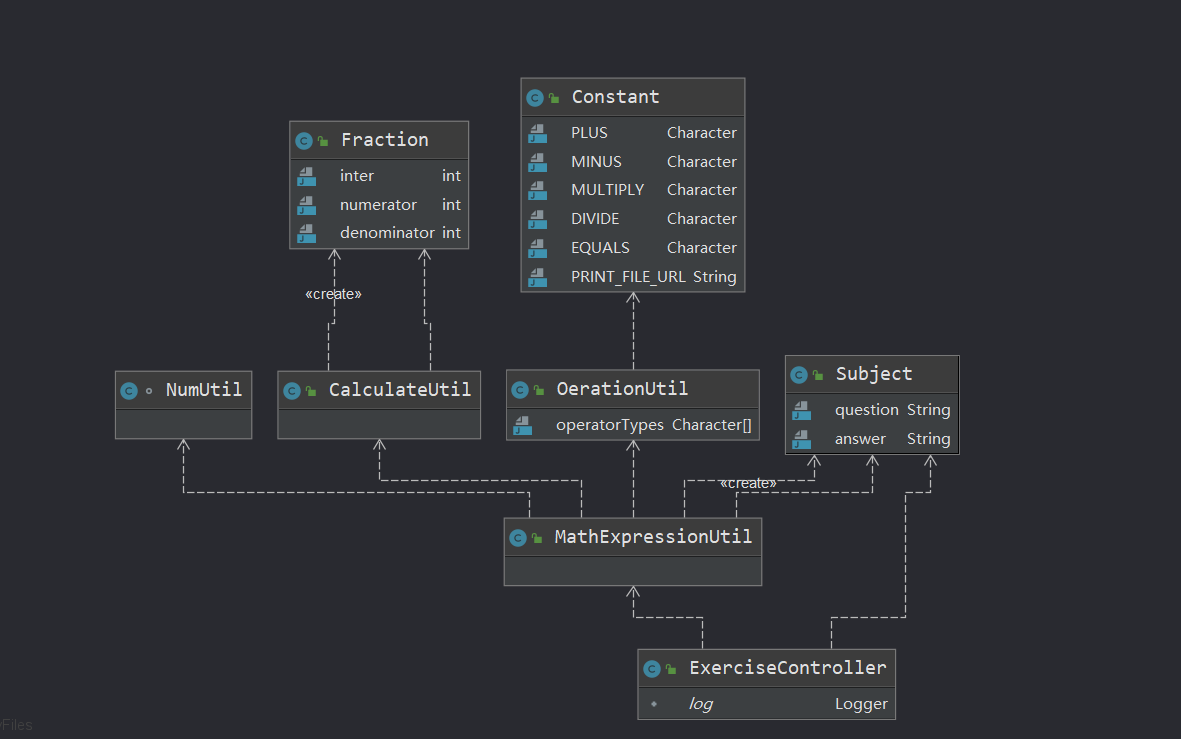 Constant
PLUS Character
MINUS Character
MULTIPLY Character
DIVIDE Character
EQUALS Character
PRINT_FILE_URL String
Fraction
inter int
numerator int
denominator int
«create»
NumUtil
CalculateUtil
OerationUtil
operatorTypes Character[]
Subject
question String
answer String
«create»
MathExpressionUtil
ExerciseController
log Logger
Files